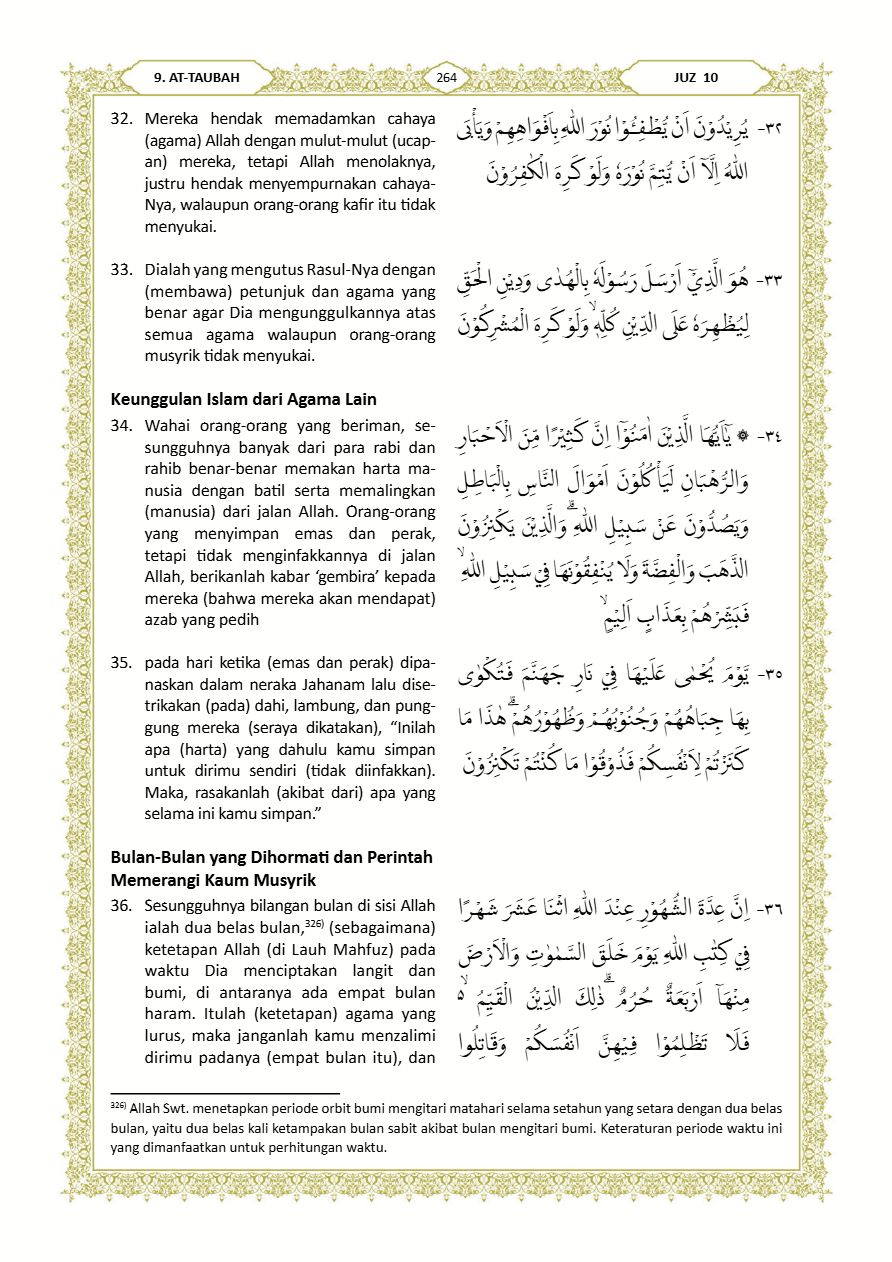 9. AT-TAUBAH
264
JUZ 10
32. Mereka hendak memadamkan cahaya
(agama) Allah dengan mulut-mulut (ucap-
an) mereka, tetapi Allah menolaknya,
justru hendak menyempurnakan cahaya-
Nya, walaupun orang-orang kafir itu tidak
menyukai.
٣٢- يُرِيْدُوْنَ اَنْ يُّطْفِـُٔوْا نُوْرَ اللّٰهِ بِاَفْوَاهِهِمْ وَيَأْبَى
اللّٰهُ اِلَّآ اَنْ يُّتِمَّ نُوْرَهٗ وَلَوْ كَرِهَ الْكٰفِرُوْنَ
33. Dialah yang mengutus Rasul-Nya dengan
(membawa) petunjuk dan agama yang
benar agar Dia mengunggulkannya atas
semua agama walaupun orang-orang
musyrik tidak menyukai.
٣٣- هُوَ الَّذِيْٓ اَرْسَلَ رَسُوْلَهٗ بِالْهُدٰى وَدِيْنِ الْحَقِّ
لِيُظْهِرَهٗ عَلَى الدِّيْنِ كُلِّهٖۙ وَلَوْ كَرِهَ الْمُشْرِكُوْنَ
Keunggulan Islam dari Agama Lain
34. Wahai orang-orang yang beriman, se-
sungguhnya banyak dari para rabi dan
rahib benar-benar memakan harta ma-
nusia dengan batil serta memalingkan
(manusia) dari jalan Allah. Orang-orang
yang menyimpan emas dan perak,
tetapi tidak menginfakkannya di jalan
Allah, berikanlah kabar ‘gembira’ kepada
mereka (bahwa mereka akan mendapat)
azab yang pedih
٣٤- ۞ يٰٓاَيُّهَا الَّذِيْنَ اٰمَنُوْٓا اِنَّ كَثِيْرًا مِّنَ الْاَحْبَارِ
وَالرُّهْبَانِ لَيَأْكُلُوْنَ اَمْوَالَ النَّاسِ بِالْبَاطِلِ
وَيَصُدُّوْنَ عَنْ سَبِيْلِ اللّٰهِ ۗوَالَّذِيْنَ يَكْنِزُوْنَ
الذَّهَبَ وَالْفِضَّةَ وَلَا يُنْفِقُوْنَهَا فِيْ سَبِيْلِ اللّٰهِ ۙ
فَبَشِّرْهُمْ بِعَذَابٍ اَلِيْمٍۙ
35. pada hari ketika (emas dan perak) dipa-
naskan dalam neraka Jahanam lalu dise-
trikakan (pada) dahi, lambung, dan pung-
gung mereka (seraya dikatakan), “Inilah
apa (harta) yang dahulu kamu simpan
untuk dirimu sendiri (tidak diinfakkan).
Maka, rasakanlah (akibat dari) apa yang
selama ini kamu simpan.”
٣٥- يَّوْمَ يُحْمٰى عَلَيْهَا فِيْ نَارِ جَهَنَّمَ فَتُكْوٰى
بِهَا جِبَاهُهُمْ وَجُنُوْبُهُمْ وَظُهُوْرُهُمْۗ هٰذَا مَا
كَنَزْتُمْ لِاَنْفُسِكُمْ فَذُوْقُوْا مَا كُنْتُمْ تَكْنِزُوْنَ
Bulan-Bulan yang Dihormati dan Perintah
Memerangi Kaum Musyrik
36. Sesungguhnya bilangan bulan di sisi Allah
ialah dua belas bulan,326) (sebagaimana)
ketetapan Allah (di Lauh Mahfuz) pada
waktu Dia menciptakan langit dan
bumi, di antaranya ada empat bulan
haram. Itulah (ketetapan) agama yang
lurus, maka janganlah kamu menzalimi
dirimu padanya (empat bulan itu), dan
٣٦- اِنَّ عِدَّةَ الشُّهُوْرِ عِنْدَ اللّٰهِ اثْنَا عَشَرَ شَهْرًا
فِيْ كِتٰبِ اللّٰهِ يَوْمَ خَلَقَ السَّمٰوٰتِ وَالْاَرْضَ
مِنْهَآ اَرْبَعَةٌ حُرُمٌ ۗذٰلِكَ الدِّيْنُ الْقَيِّمُ ۙ ۵
فَلَا تَظْلِمُوْا فِيْهِنَّ اَنْفُسَكُمْ وَقَاتِلُوا
326) Allah Swt. menetapkan periode orbit bumi mengitari matahari selama setahun yang setara dengan dua belas
bulan, yaitu dua belas kali ketampakan bulan sabit akibat bulan mengitari bumi. Keteraturan periode waktu ini
yang dimanfaatkan untuk perhitungan waktu.